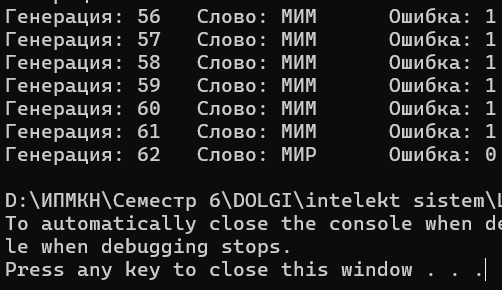 Генерация: 56 Слово: МИМ Ошибка: 1
Генерация: 57 Слово: МИМ Ошибка: 1
Генерация: 58 Слово: МИМ Ошибка: 1
Генерация: 59 Слово: МИМ Ошибка: 1
Генерация: 60 Слово: МИМ Ошибка: 1
Генерация: 61 Слово: МИМ Ошибка: 1
Генерация: 62 Слово: МИР Ошибка: 0
D:\ИПМКН\Семестр 6\DOLGI\intelekt sistem\L
To automatically close the console when de
le when debugging stops.
Press any key to close this window . . .